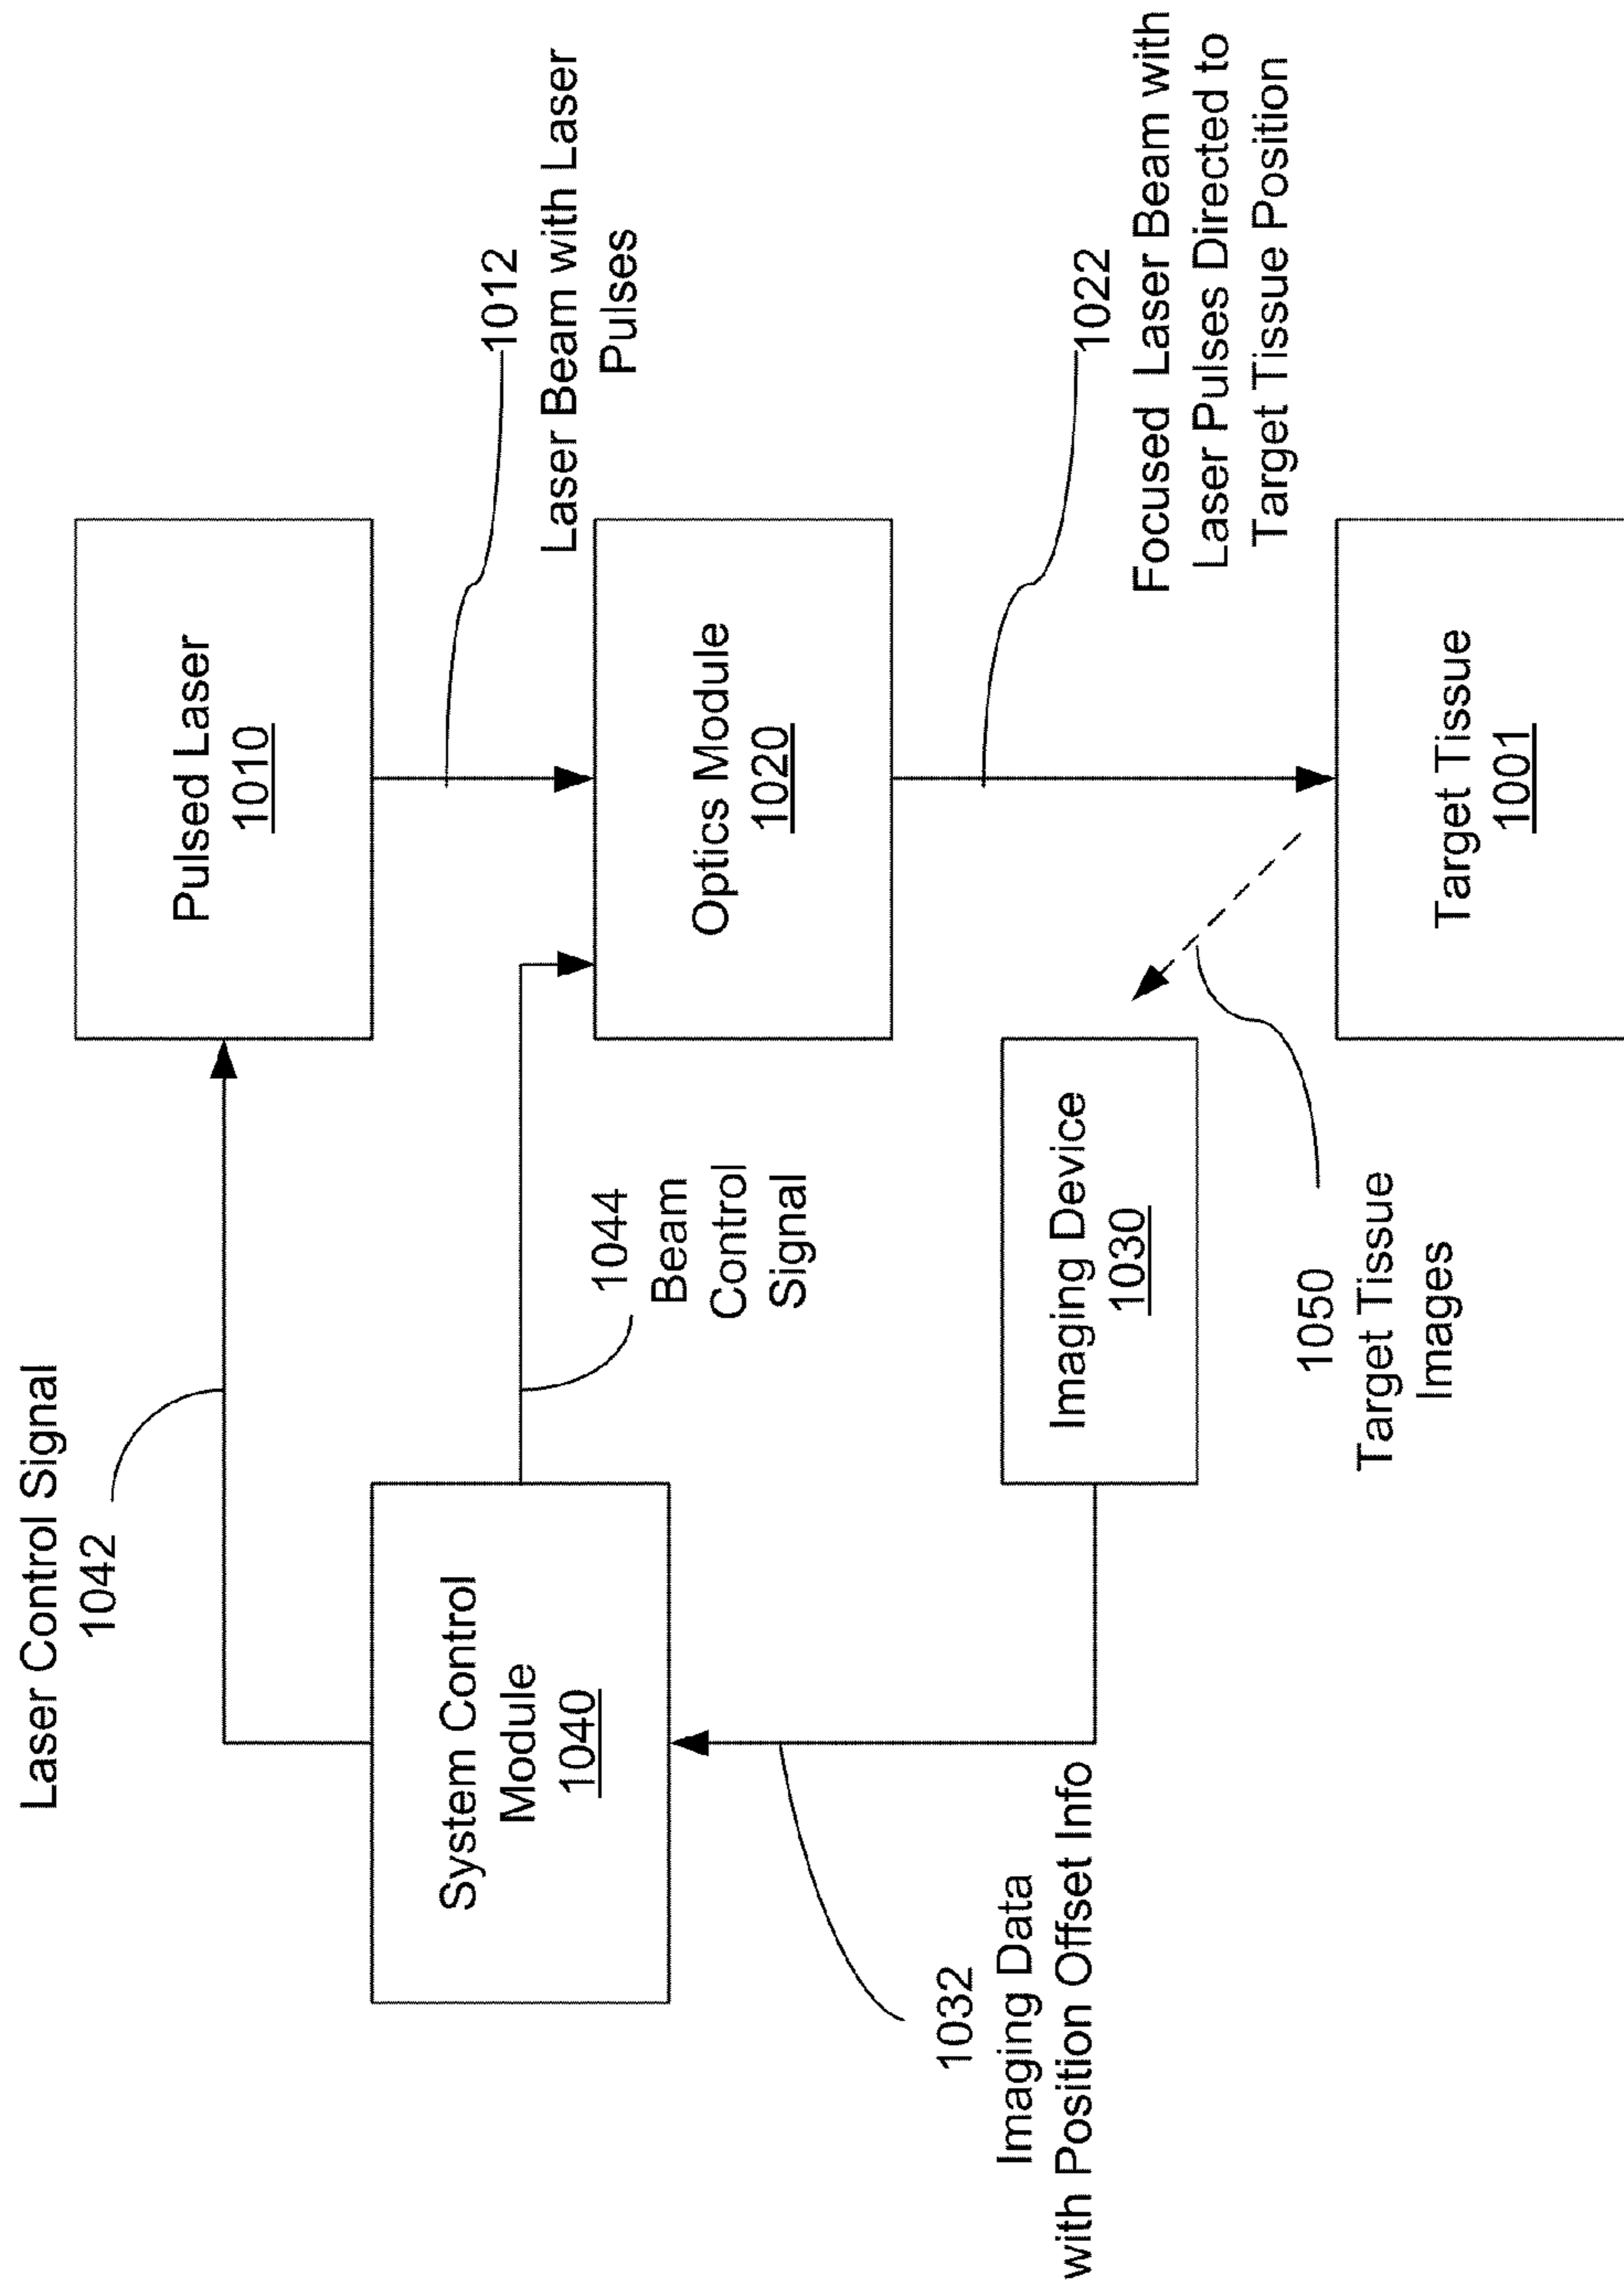 Laser Control Signal
1042
Pulsed Laser
1010
1012
Laser Beam with Laser
Pulses
System Control
Module
1040
1044
Beam
Control
Signal
Optics Module
1020
1032
Imaging Data
with Position Offset Info
Imaging Device
1030
1022
Focused Laser Beam with
Laser Pulses Directed to
Target Tissue Position
1050
Target Tissue
Images
Target Tissue
1001